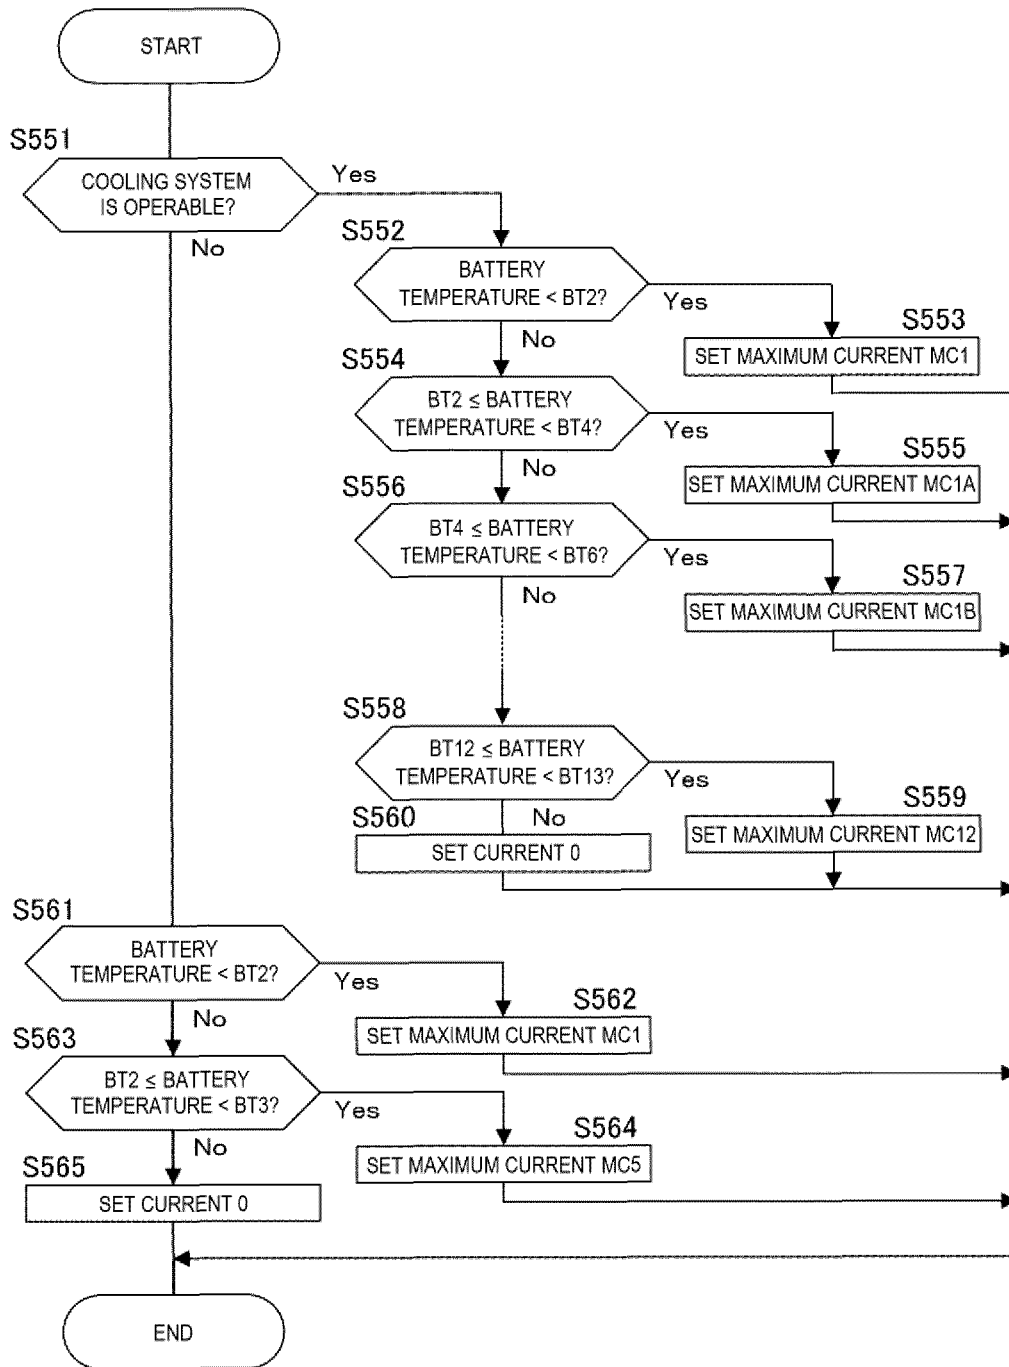 START
S551
COOLING SYSTEM
IS OPERABLE?
Yes
No
S552
BATTERY
TEMPERATURE < BT2?
Yes
No
S553
SET MAXIMUM CURRENT MC1
S554
BT2 ≤ BATTERY
TEMPERATURE < BT4?
Yes
No
S555
SET MAXIMUM CURRENT MC1A
S556
BT4 ≤ BATTERY
TEMPERATURE < BT6?
Yes
No
S557
SET MAXIMUM CURRENT MC1B
S558
BT12 ≤ BATTERY
TEMPERATURE < BT13?
Yes
No
S559
SET MAXIMUM CURRENT MC12
S560
SET CURRENT 0
S561
BATTERY
TEMPERATURE < BT2?
Yes
No
S562
SET MAXIMUM CURRENT MC1
S563
BT2 ≤ BATTERY
TEMPERATURE < BT3?
Yes
No
S564
SET MAXIMUM CURRENT MC5
S565
SET CURRENT 0
END